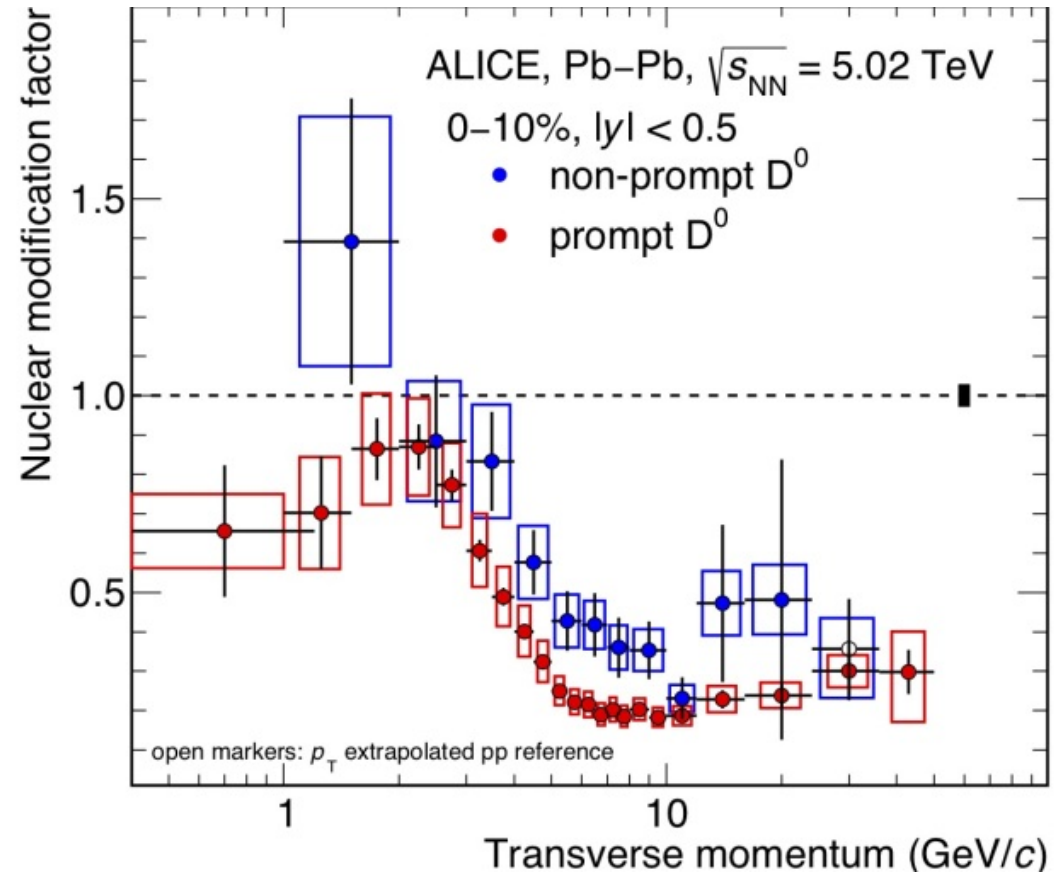 Nuclear modification factor
ALICE, Pb−Pb, √sNN = 5.02 TeV
0−10%, |y| < 0.5
non-prompt D⁰
prompt D⁰
1.5
1.0
0.5
open markers: pT extrapolated pp reference
1
10
Transverse momentum (GeV/c)